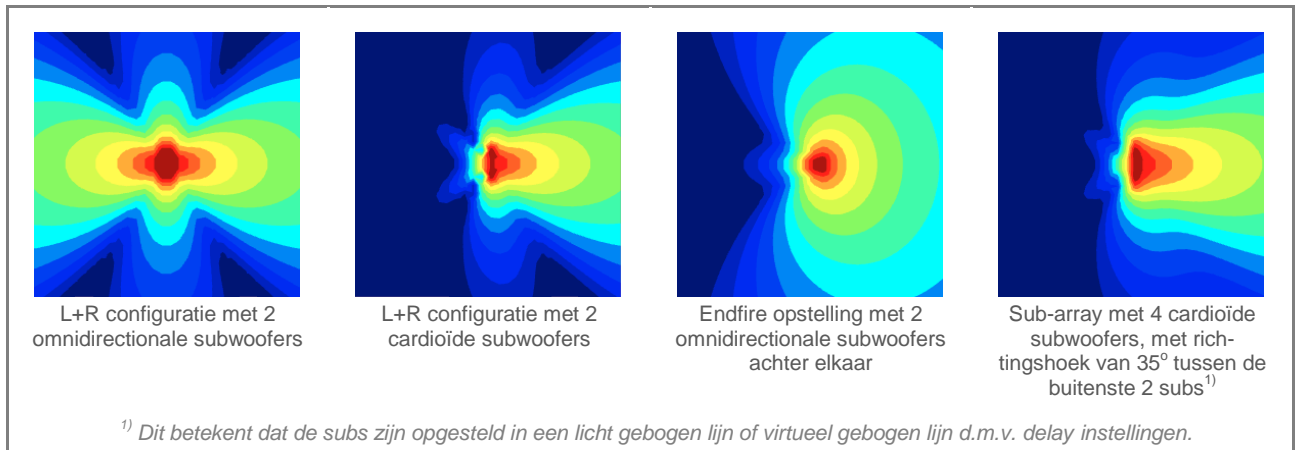 L+R configuratie met 2
omnidirectionale subwoofers
L+R configuratie met 2
cardioïde subwoofers
Endfire opstelling met 2
omnidirectionale subwoofers
achter elkaar
Sub-array met 4 cardioïde
subwoofers, met rich-
tingshoek van 35° tussen de
buitenste 2 subs¹⁾
¹⁾ Dit betekent dat de subs zijn opgesteld in een licht gebogen lijn of virtueel gebogen lijn d.m.v. delay instellingen.